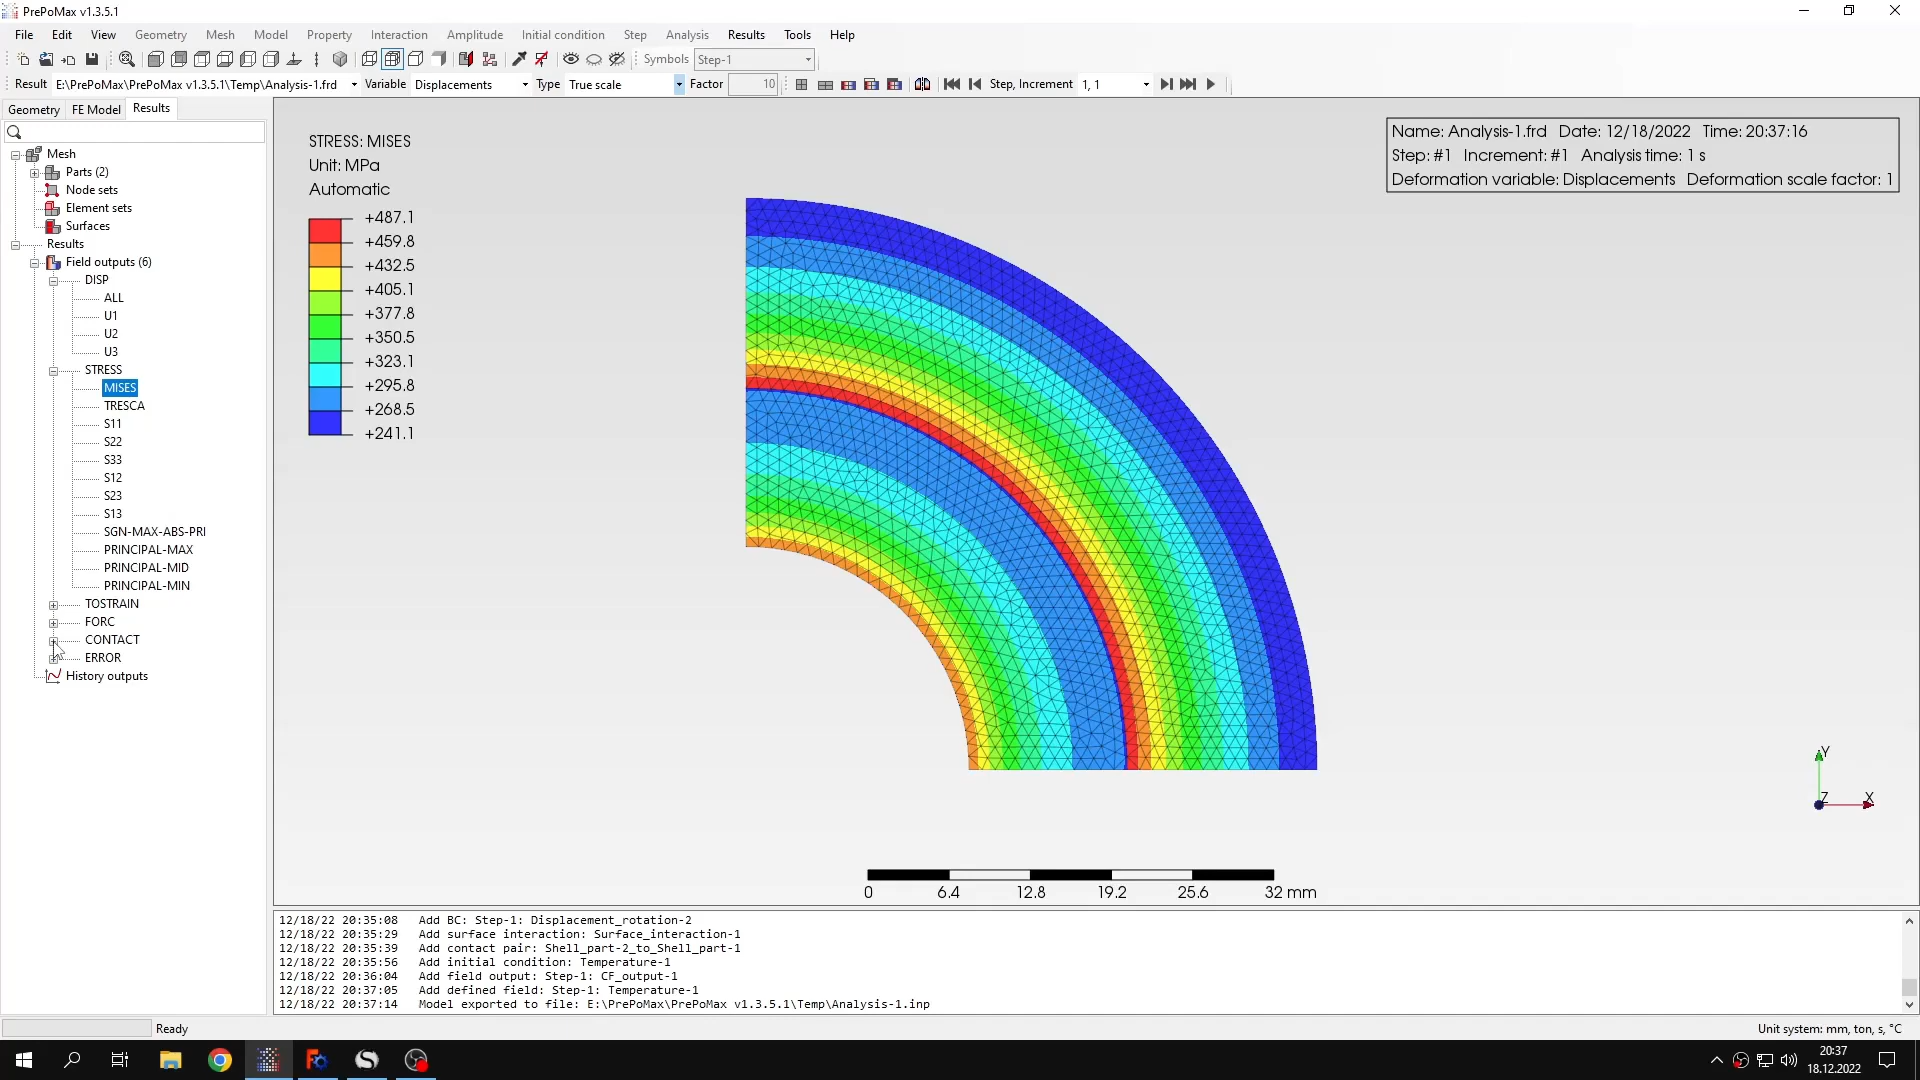 PrePoMax v1.3.5.1
File Edit View Geometry Mesh Model Property Interaction Amplitude Initial condition Step Analysis Results Tools Help
Symbols Step-1
Result E:\PrePoMax\PrePoMax v1.3.5.1\Temp\Analysis-1.frd Variable Displacements Type True scale Factor 10 Step, Increment 1, 1
Geometry FE Model Results
Mesh
Parts (2)
Node sets
Element sets
Surfaces
Results
Field outputs (6)
DISP
ALL
U1
U2
U3
STRESS
MISES
TRESCA
S11
S22
S33
S12
S23
S13
SGN-MAX-ABS-PRI
PRINCIPAL-MAX
PRINCIPAL-MID
PRINCIPAL-MIN
TOSTRAIN
FORC
CONTACT
ERROR
History outputs
STRESS: MISES
Unit: MPa
Automatic
+487.1
+459.8
+432.5
+405.1
+377.8
+350.5
+323.1
+295.8
+268.5
+241.1
Name: Analysis-1.frd Date: 12/18/2022 Time: 20:37:16
Step: #1 Increment: #1 Analysis time: 1 s
Deformation variable: Displacements Deformation scale factor: 1
Y
Z X
0 6.4 12.8 19.2 25.6 32 mm
12/18/22 20:35:08 Add BC: Step-1: Displacement_rotation-2
12/18/22 20:35:29 Add surface interaction: Surface_interaction-1
12/18/22 20:35:39 Add contact pair: Shell_part-2_to_Shell_part-1
12/18/22 20:35:56 Add initial condition: Temperature-1
12/18/22 20:36:04 Add field output: Step-1: CF_output-1
12/18/22 20:37:05 Add defined field: Step-1: Temperature-1
12/18/22 20:37:14 Model exported to file: E:\PrePoMax\PrePoMax v1.3.5.1\Temp\Analysis-1.inp
Ready
Unit system: mm, ton, s, °C
20:37
18.12.2022